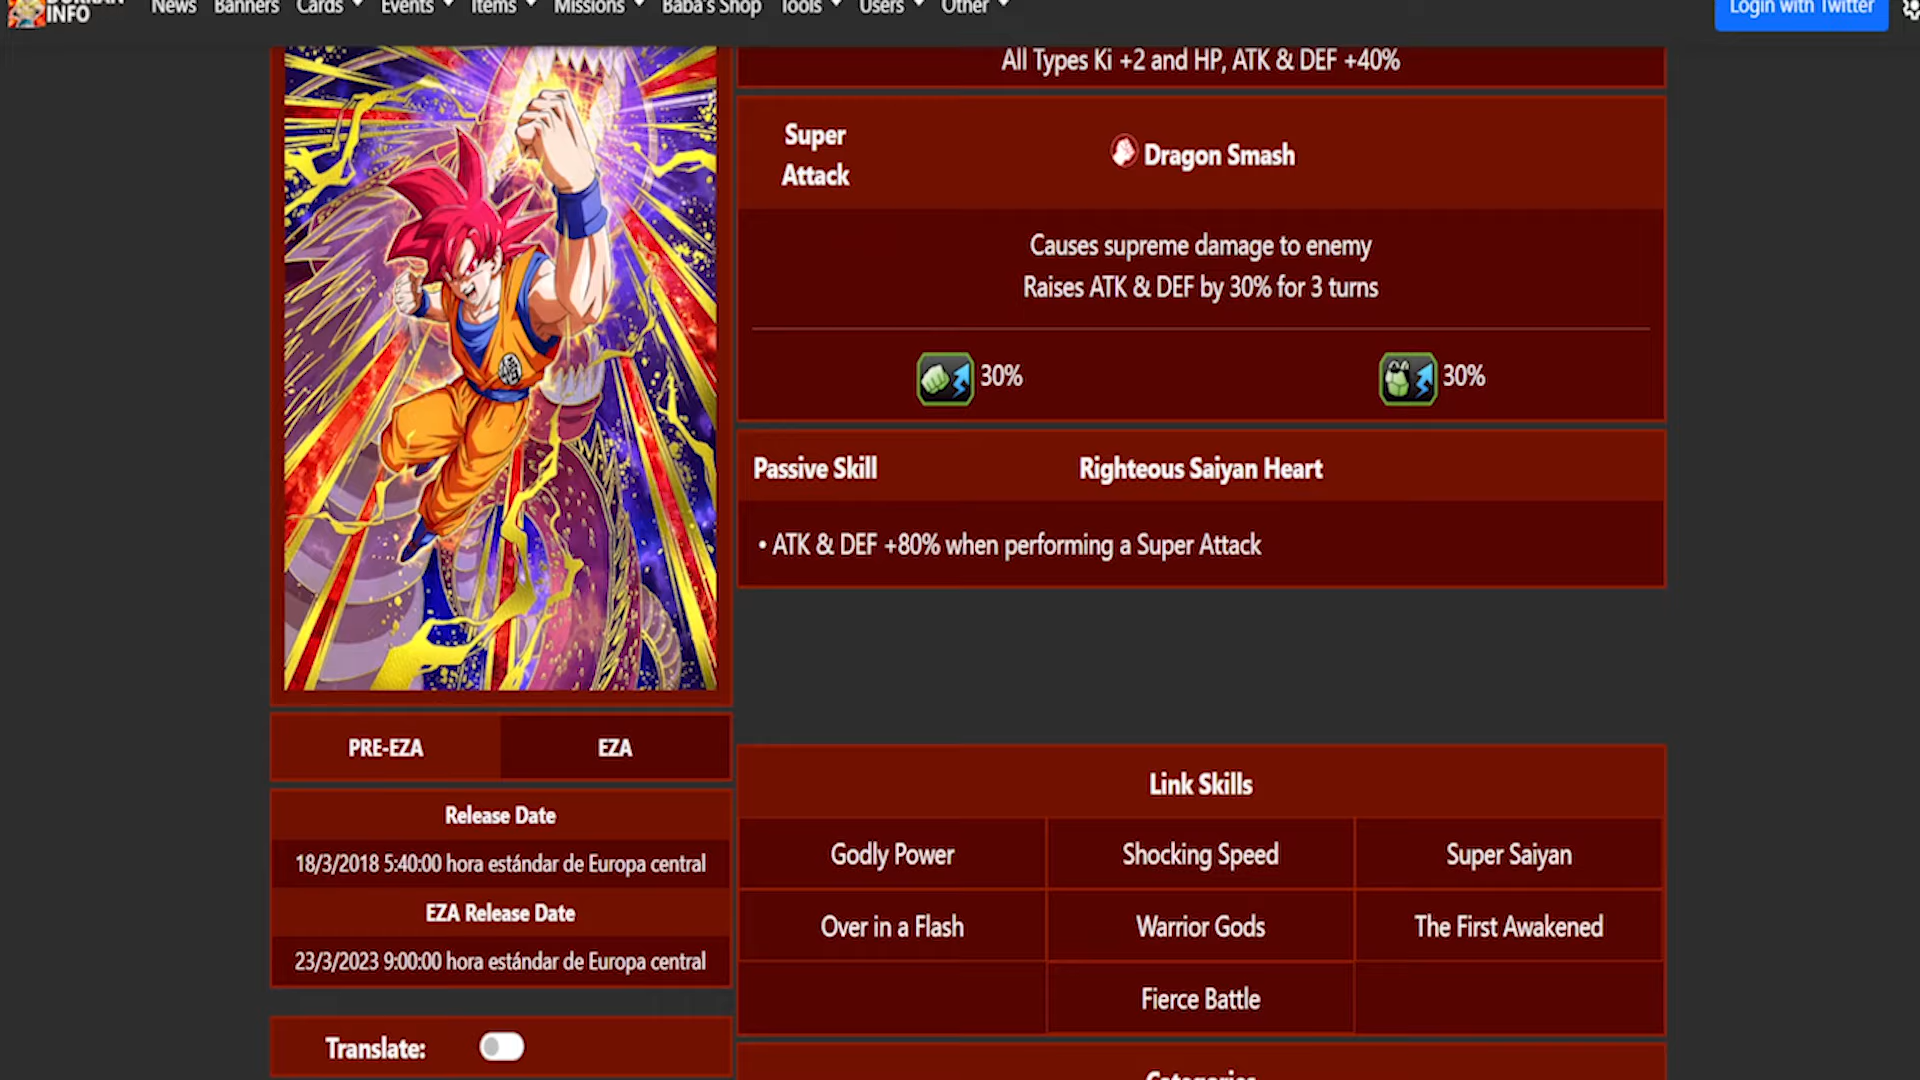 INFO
News Banners Cards Events Items Missions Baba's Shop Tools Users Other
Login with Twitter
All Types Ki +2 and HP, ATK & DEF +40%
Super
Attack
Dragon Smash
Causes supreme damage to enemy
Raises ATK & DEF by 30% for 3 turns
30%
30%
Passive Skill
Righteous Saiyan Heart
• ATK & DEF +80% when performing a Super Attack
PRE-EZA
EZA
Release Date
18/3/2018 5:40:00 hora estándar de Europa central
EZA Release Date
23/3/2023 9:00:00 hora estándar de Europa central
Translate:
Link Skills
Godly Power
Shocking Speed
Super Saiyan
Over in a Flash
Warrior Gods
The First Awakened
Fierce Battle
Categories